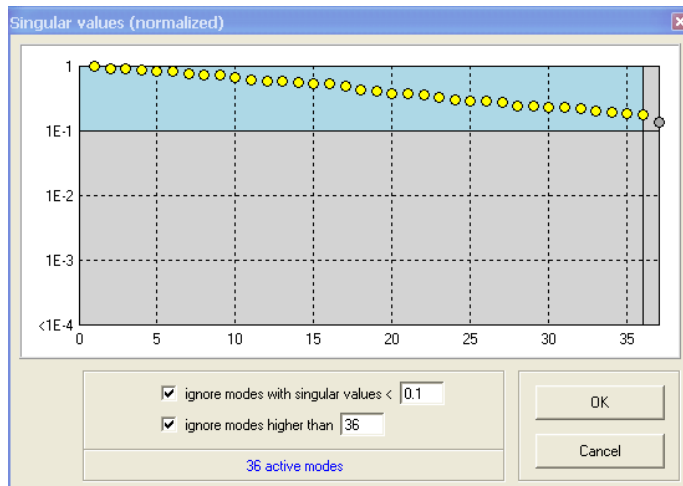 Singular values (normalized)
1
1E-1
1E-2
1E-3
<1E-4
0 5 10 15 20 25 30 35
ignore modes with singular values < 0.1
ignore modes higher than 36
36 active modes
OK
Cancel